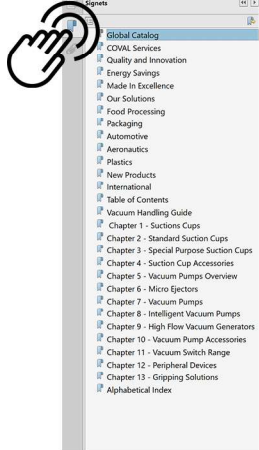 Signets
Global Catalog
COVAL Services
Quality and Innovation
Energy Savings
Made In Excellence
Our Solutions
Food Processing
Packaging
Automotive
Aeronautics
Plastics
New Products
International
Table of Contents
Vacuum Handling Guide
Chapter 1 - Suctions Cups
Chapter 2 - Standard Suction Cups
Chapter 3 - Special Purpose Suction Cups
Chapter 4 - Suction Cup Accessories
Chapter 5 - Vacuum Pumps Overview
Chapter 6 - Micro Ejectors
Chapter 7 - Vacuum Pumps
Chapter 8 - Intelligent Vacuum Pumps
Chapter 9 - High Flow Vacuum Generators
Chapter 10 - Vacuum Pump Accessories
Chapter 11 - Vacuum Switch Range
Chapter 12 - Peripheral Devices
Chapter 13 - Gripping Solutions
Alphabetical Index